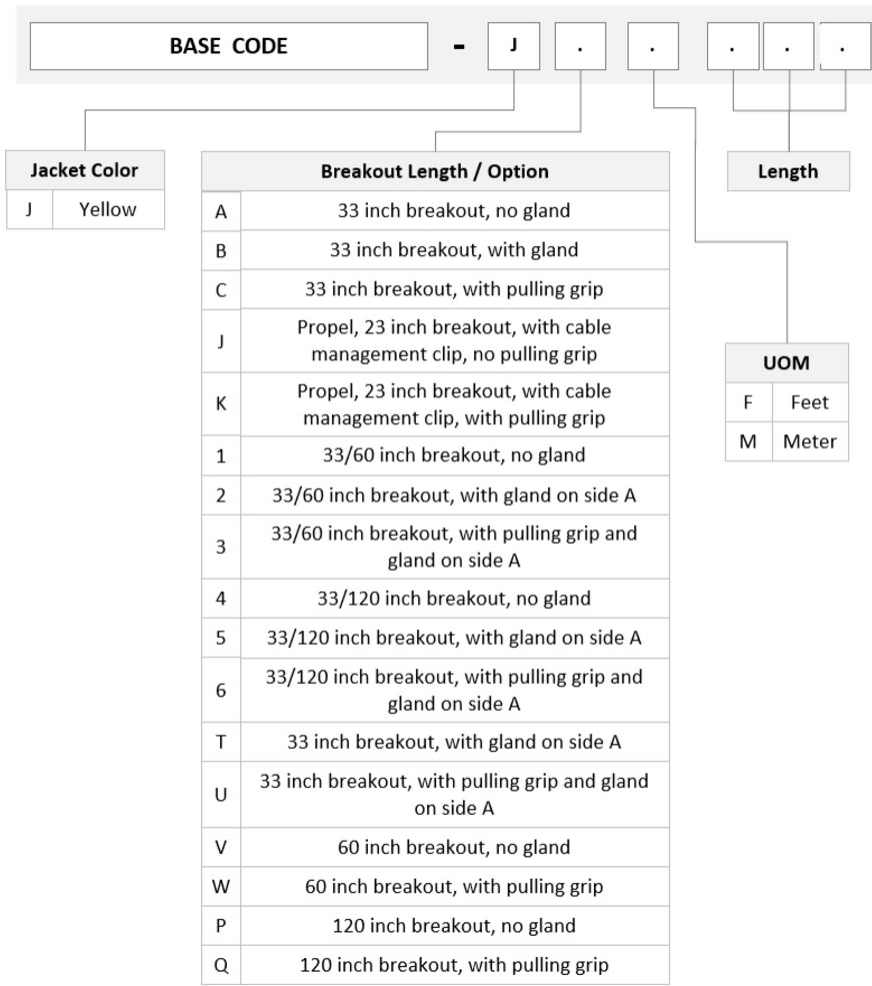 BASE CODE - J . . . . .
Jacket Color
J Yellow
Breakout Length / Option
A 33 inch breakout, no gland
B 33 inch breakout, with gland
C 33 inch breakout, with pulling grip
J Propel, 23 inch breakout, with cable
management clip, no pulling grip
K Propel, 23 inch breakout, with cable
management clip, with pulling grip
1 33/60 inch breakout, no gland
2 33/60 inch breakout, with gland on side A
3 33/60 inch breakout, with pulling grip and
gland on side A
4 33/120 inch breakout, no gland
5 33/120 inch breakout, with gland on side A
6 33/120 inch breakout, with pulling grip and
gland on side A
T 33 inch breakout, with gland on side A
U 33 inch breakout, with pulling grip and gland
on side A
V 60 inch breakout, no gland
W 60 inch breakout, with pulling grip
P 120 inch breakout, no gland
Q 120 inch breakout, with pulling grip
Length
UOM
F Feet
M Meter